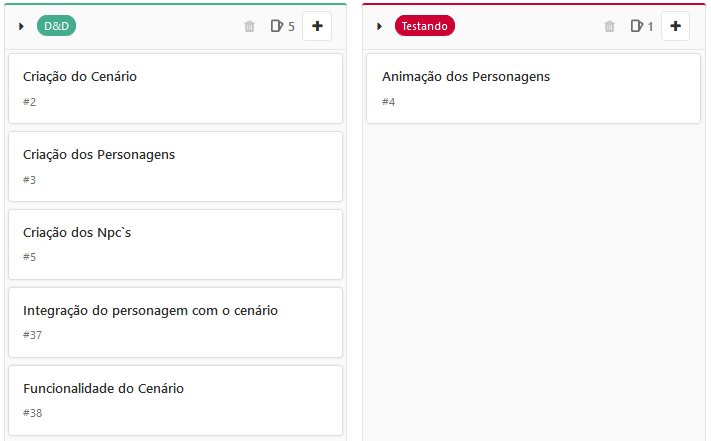 D&D 5
Criação do Cenário
#2
Criação dos Personagens
#3
Criação dos Npc`s
#5
Integração do personagem com o cenário
#37
Funcionalidade do Cenário
#38
Testando 1
Animação dos Personagens
#4